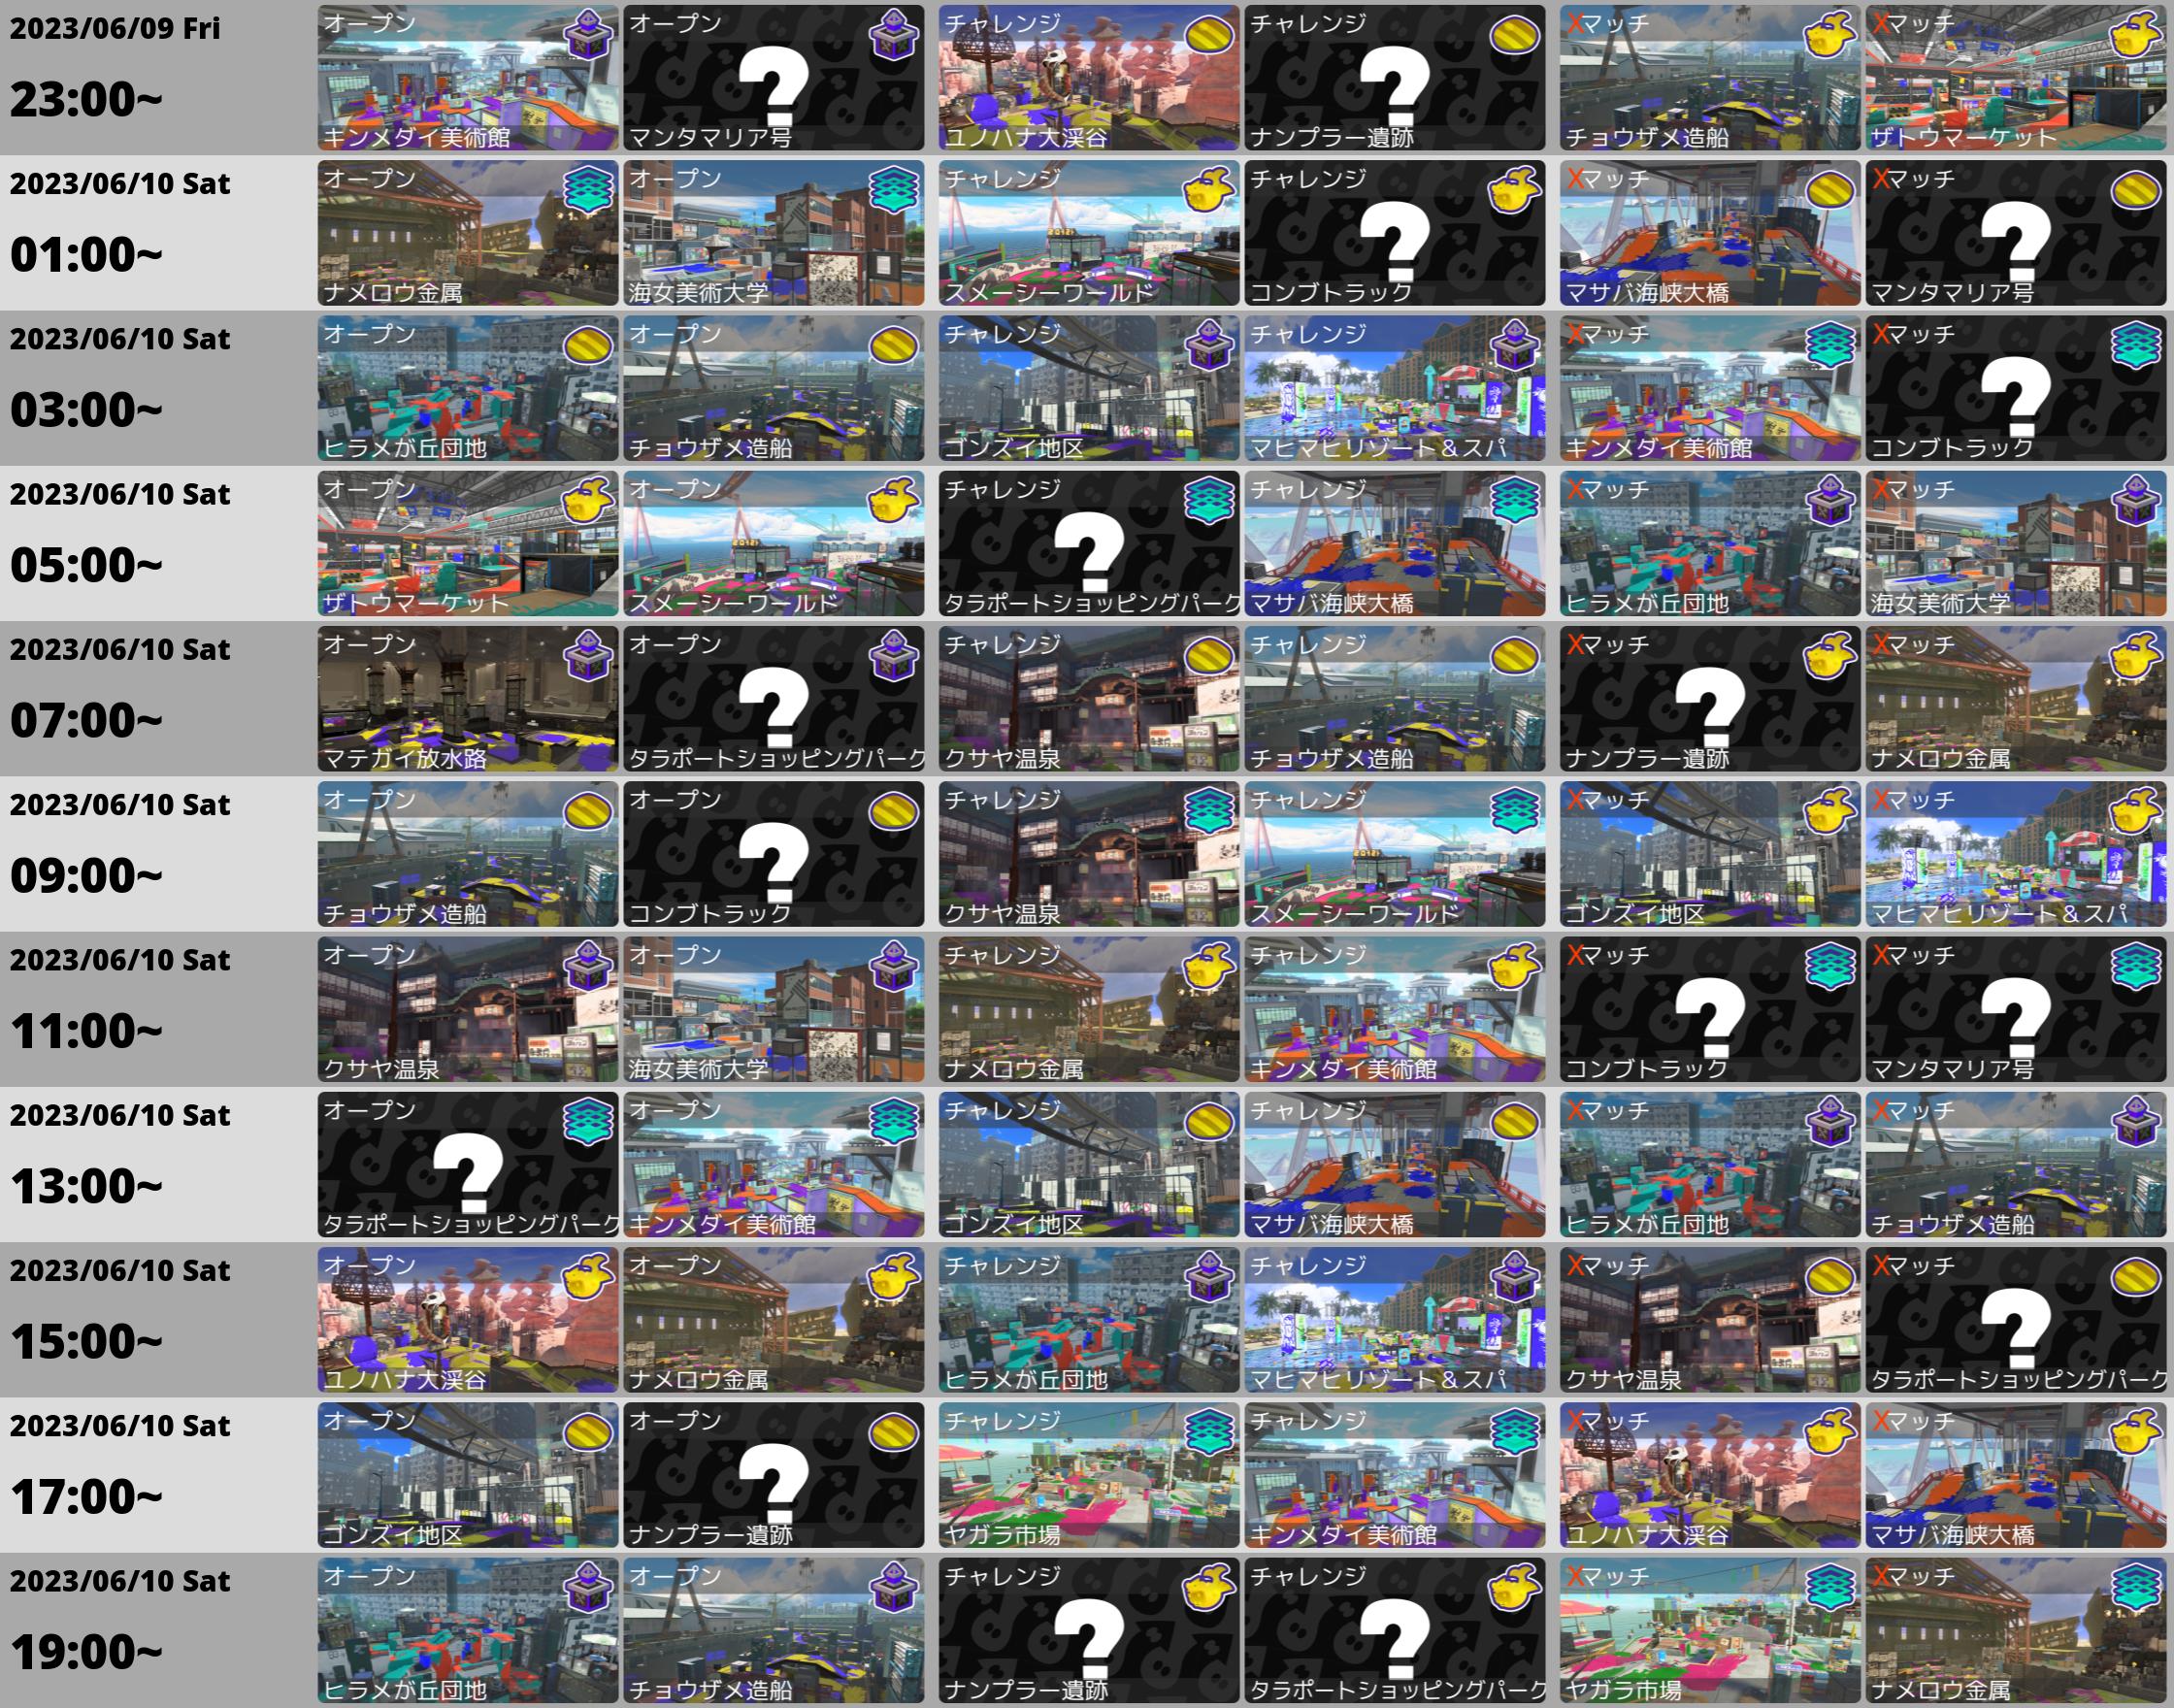 2023/06/09 Fri
23:00~
オープン
キンメダイ美術館
オープン
マンタマリア号
チャレンジ
ユノハナ大渓谷
チャレンジ
ナンプラー遺跡
Xマッチ
チョウザメ造船
Xマッチ
ザトウマーケット
2023/06/10 Sat
01:00~
オープン
ナメロウ金属
オープン
海女美術大学
チャレンジ
スメーシーワールド
チャレンジ
コンブトラック
Xマッチ
マサバ海峡大橋
Xマッチ
マンタマリア号
2023/06/10 Sat
03:00~
オープン
ヒラメが丘団地
オープン
チョウザメ造船
チャレンジ
ゴンズイ地区
チャレンジ
マヒマヒリゾート&スパ
Xマッチ
キンメダイ美術館
Xマッチ
コンブトラック
2023/06/10 Sat
05:00~
オープン
ザトウマーケット
オープン
スメーシーワールド
チャレンジ
タラポートショッピングパーク
チャレンジ
マサバ海峡大橋
Xマッチ
ヒラメが丘団地
Xマッチ
海女美術大学
2023/06/10 Sat
07:00~
オープン
マテガイ放水路
オープン
タラポートショッピングパーク
チャレンジ
クサヤ温泉
チャレンジ
チョウザメ造船
Xマッチ
ナンプラー遺跡
Xマッチ
ナメロウ金属
2023/06/10 Sat
09:00~
オープン
チョウザメ造船
オープン
コンブトラック
チャレンジ
クサヤ温泉
チャレンジ
スメーシーワールド
Xマッチ
ゴンズイ地区
Xマッチ
マヒマヒリゾート&スパ
2023/06/10 Sat
11:00~
オープン
クサヤ温泉
オープン
海女美術大学
チャレンジ
ナメロウ金属
チャレンジ
キンメダイ美術館
Xマッチ
コンブトラック
Xマッチ
マンタマリア号
2023/06/10 Sat
13:00~
オープン
タラポートショッピングパーク
オープン
キンメダイ美術館
チャレンジ
ゴンズイ地区
チャレンジ
マサバ海峡大橋
Xマッチ
ヒラメが丘団地
Xマッチ
チョウザメ造船
2023/06/10 Sat
15:00~
オープン
ユノハナ大渓谷
オープン
ナメロウ金属
チャレンジ
ヒラメが丘団地
チャレンジ
マヒマヒリゾート&スパ
Xマッチ
クサヤ温泉
Xマッチ
タラポートショッピングパーク
2023/06/10 Sat
17:00~
オープン
ゴンズイ地区
オープン
ナンプラー遺跡
チャレンジ
ヤガラ市場
チャレンジ
キンメダイ美術館
Xマッチ
ユノハナ大渓谷
Xマッチ
マサバ海峡大橋
2023/06/10 Sat
19:00~
オープン
ヒラメが丘団地
オープン
チョウザメ造船
チャレンジ
ナンプラー遺跡
チャレンジ
タラポートショッピングパーク
Xマッチ
ヤガラ市場
Xマッチ
ナメロウ金属